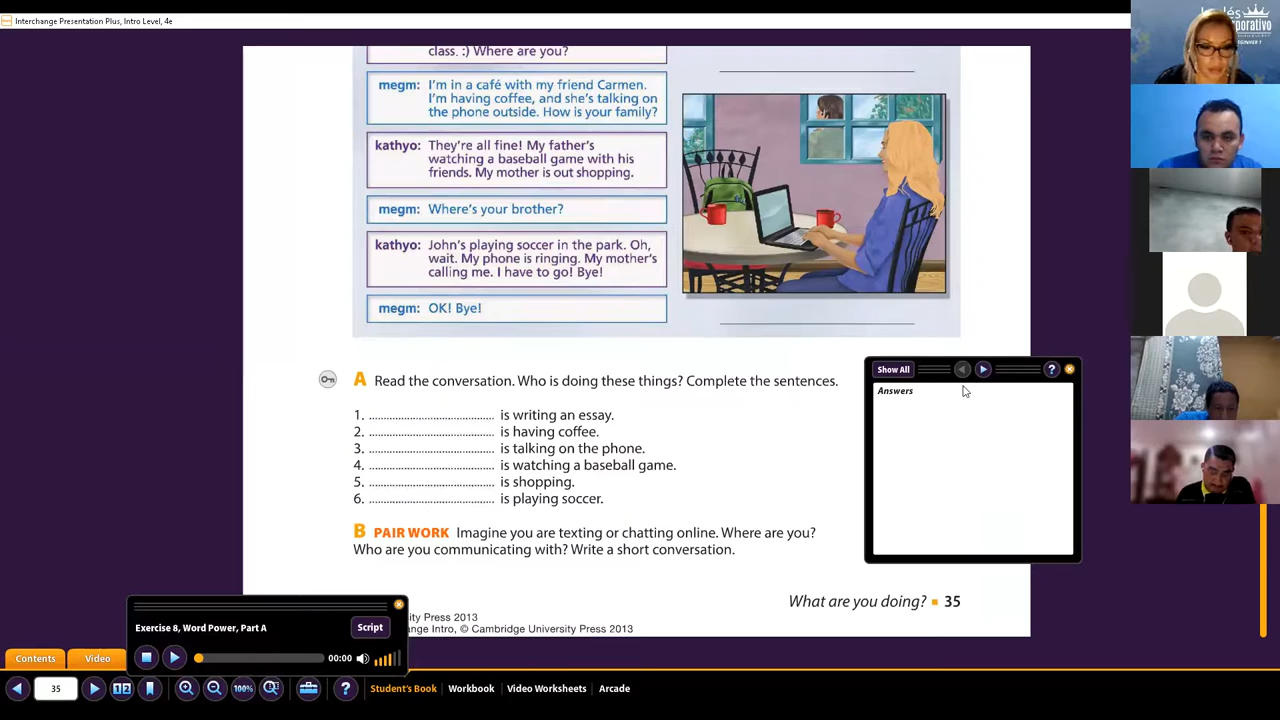 Interchange Presentation Plus, Intro Level, 4e
class. :) Where are you?
megm: I'm in a café with my friend Carmen.
I'm having coffee, and she's talking on
the phone outside. How is your family?
kathyo: They're all fine! My father's
watching a baseball game with his
friends. My mother is out shopping.
megm: Where's your brother?
kathyo: John's playing soccer in the park. Oh,
wait. My phone is ringing. My mother's
calling me. I have to go! Bye!
megm: OK! Bye!
A Read the conversation. Who is doing these things? Complete the sentences.
1. ............................................ is writing an essay.
2. ............................................ is having coffee.
3. ............................................ is talking on the phone.
4. ............................................ is watching a baseball game.
5. ............................................ is shopping.
6. ............................................ is playing soccer.
B PAIR WORK Imagine you are texting or chatting online. Where are you?
Who are you communicating with? Write a short conversation.
Show All
?
Answers
What are you doing? 35
University Press 2013
nge Intro, © Cambridge University Press 2013
Exercise 8, Word Power, Part A
Script
00:00
Contents
Video
35
1 2
100%
?
Student's Book
Workbook
Video Worksheets
Arcade